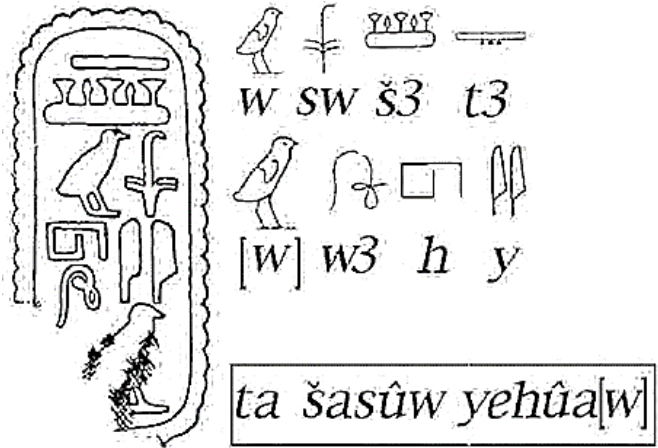 𓇾
𓆷
𓅱 𓇓
𓉔 𓇌
𓍯
𓅱
𓅱 𓇓 𓆷 𓇾
w sw š3 t3
𓅱 𓍯 𓉔 𓇌
[w] w3 h y
ta šasûw yehûa[w]